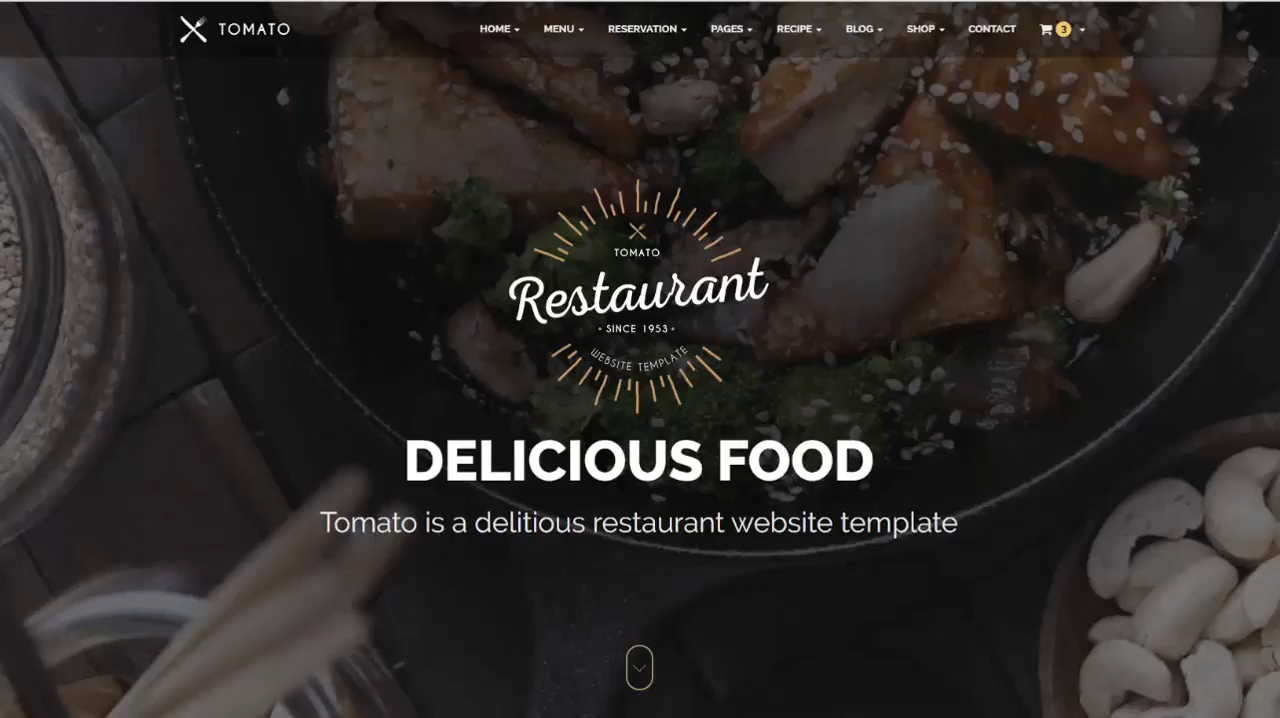 TOMATO
HOME MENU RESERVATION PAGES RECIPE BLOG SHOP CONTACT 3
TOMATO
Restaurant
• SINCE 1953 •
WEBSITE TEMPLATE
DELICIOUS FOOD
Tomato is a delitious restaurant website template